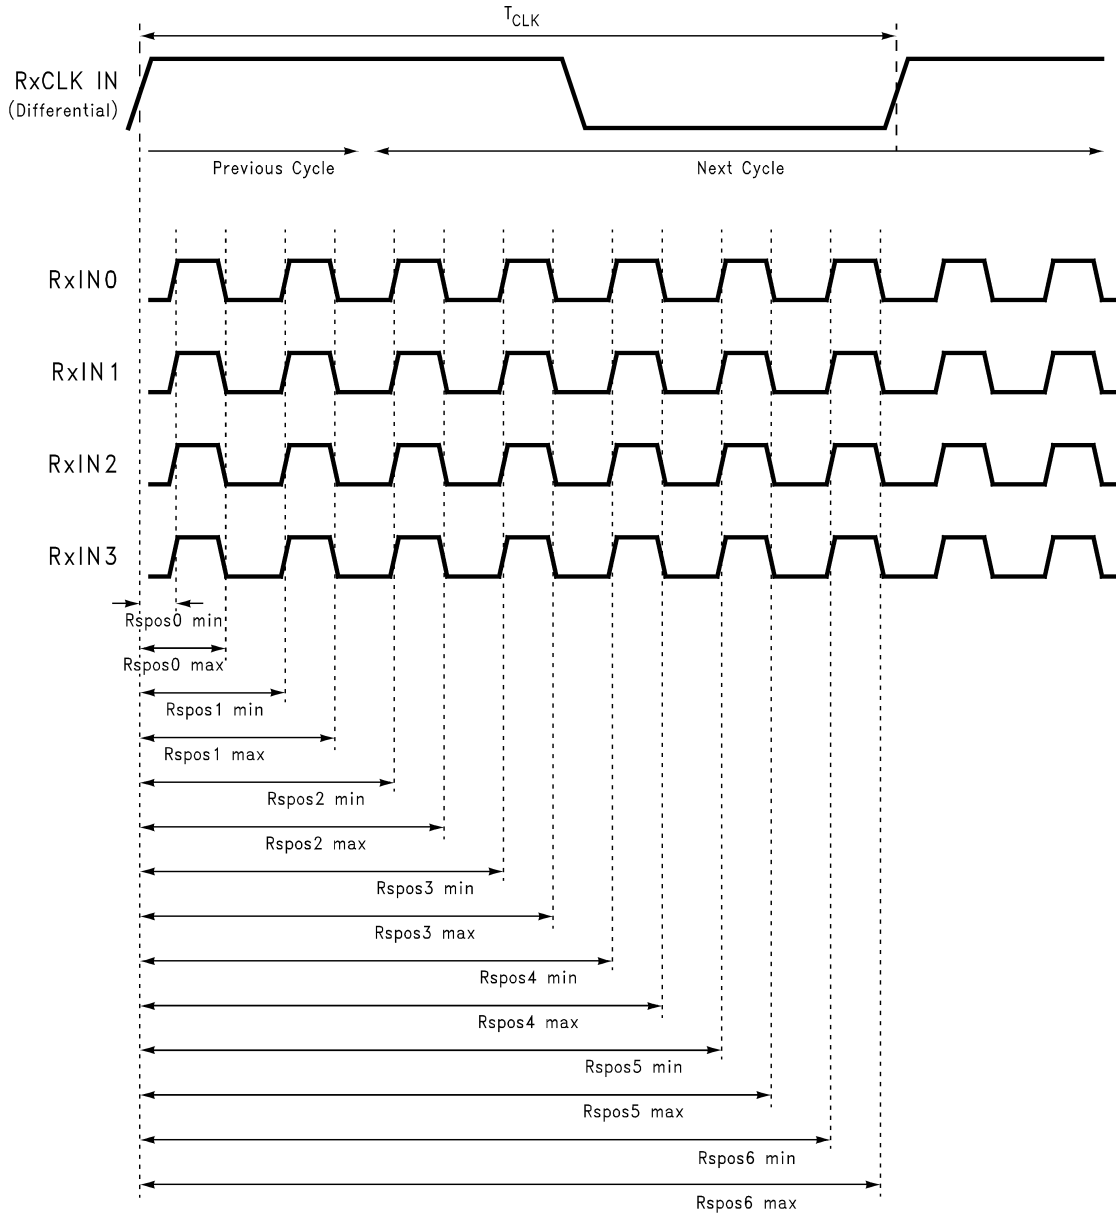 TCLK
RxCLK IN
(Differential)
Previous Cycle
Next Cycle
RxIN0
RxIN1
RxIN2
RxIN3
Rspos0 min
Rspos0 max
Rspos1 min
Rspos1 max
Rspos2 min
Rspos2 max
Rspos3 min
Rspos3 max
Rspos4 min
Rspos4 max
Rspos5 min
Rspos5 max
Rspos6 min
Rspos6 max